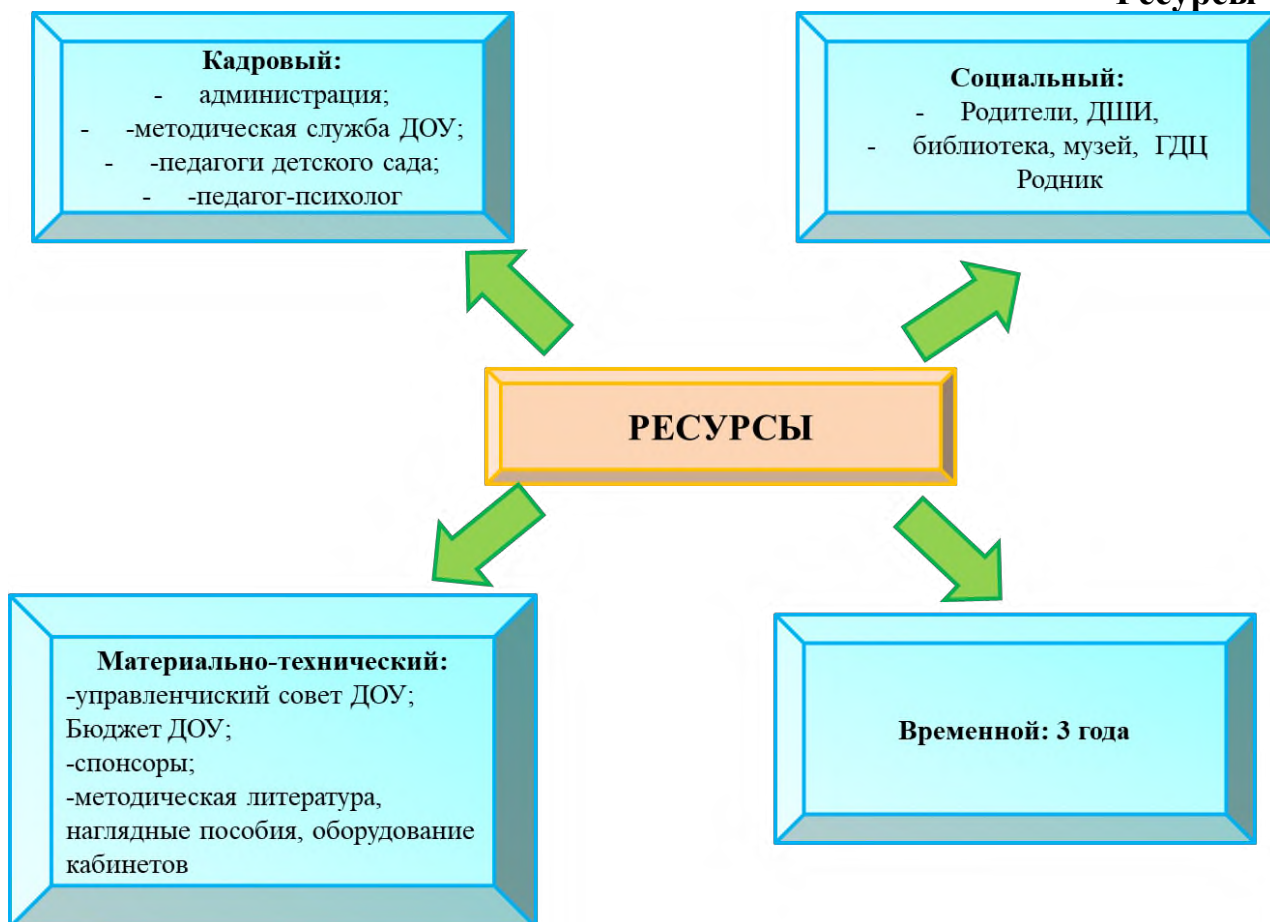 Ресурсы
Кадровый:
- администрация;
- -методическая служба ДОУ;
- -педагоги детского сада;
- -педагог-психолог
Социальный:
- Родители, ДШИ,
- библиотека, музей, ГДЦ
Родник
РЕСУРСЫ
Материально-технический:
-управленчиский совет ДОУ;
Бюджет ДОУ;
-спонсоры;
-методическая литература,
наглядные пособия, оборудование
кабинетов
Временной: 3 года